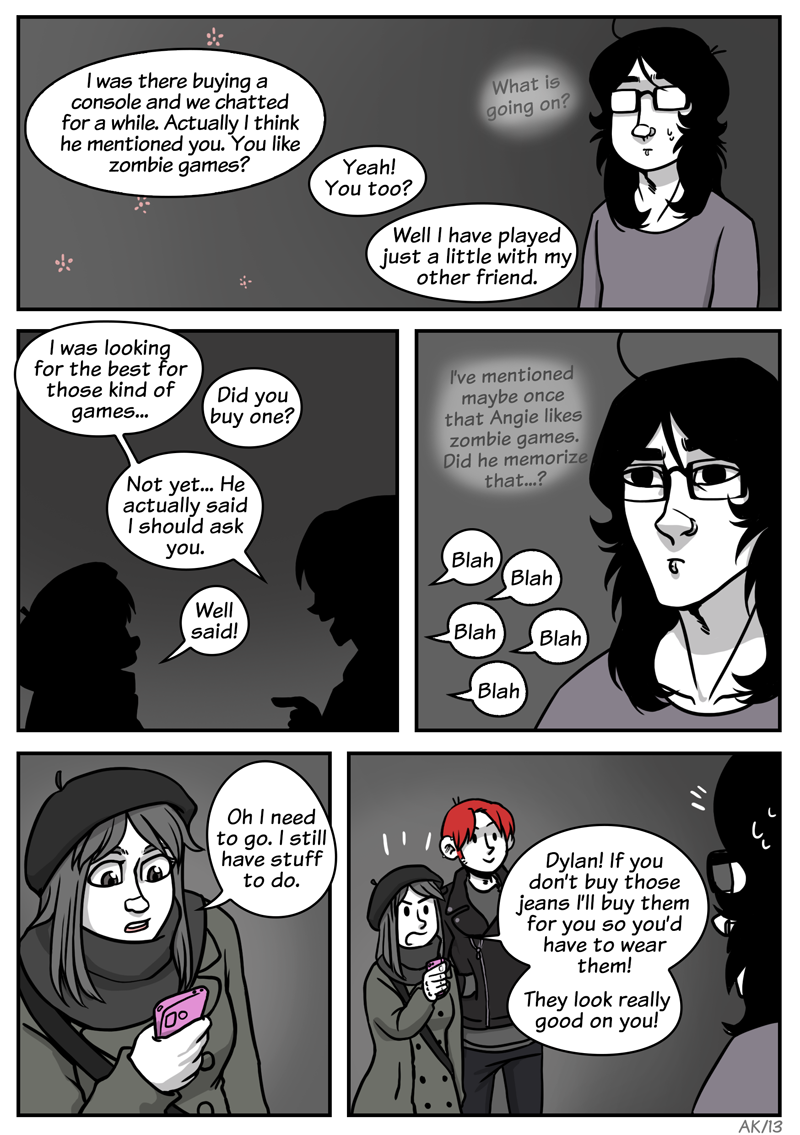 I was there buying a
console and we chatted
for a while. Actually I think
he mentioned you. You like
zombie games?
What is
going on?
Yeah!
You too?
Well I have played
just a little with my
other friend.
I was looking
for the best for
those kind of
games...
Did you
buy one?
Not yet... He
actually said
I should ask
you.
Well
said!
I've mentioned
maybe once
that Angie likes
zombie games.
Did he memorize
that...?
Blah
Blah
Blah
Blah
Blah
Oh I need
to go. I still
have stuff
to do.
Dylan! If you
don't buy those
jeans I'll buy them
for you so you'd
have to wear
them!
They look really
good on you!
AK/13